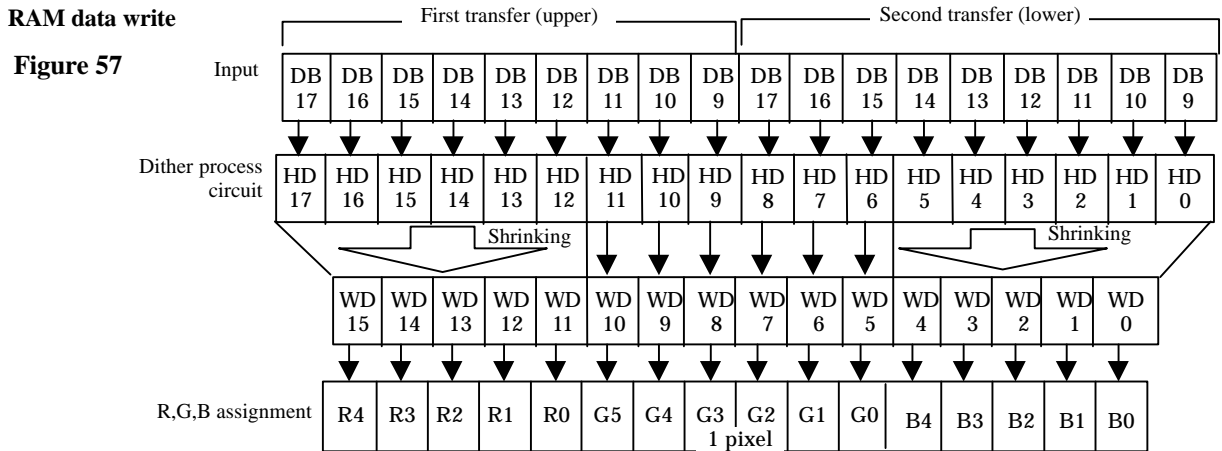 RAM data write
First transfer (upper) Second transfer (lower)
Figure 57
Input DB 17 DB 16 DB 15 DB 14 DB 13 DB 12 DB 11 DB 10 DB 9 DB 17 DB 16 DB 15 DB 14 DB 13 DB 12 DB 11 DB 10 DB 9
Dither process circuit HD 17 HD 16 HD 15 HD 14 HD 13 HD 12 HD 11 HD 10 HD 9 HD 8 HD 7 HD 6 HD 5 HD 4 HD 3 HD 2 HD 1 HD 0
Shrinking Shrinking
WD 15 WD 14 WD 13 WD 12 WD 11 WD 10 WD 9 WD 8 WD 7 WD 6 WD 5 WD 4 WD 3 WD 2 WD 1 WD 0
R,G,B assignment R4 R3 R2 R1 R0 G5 G4 G3 G2 G1 G0 B4 B3 B2 B1 B0
1 pixel